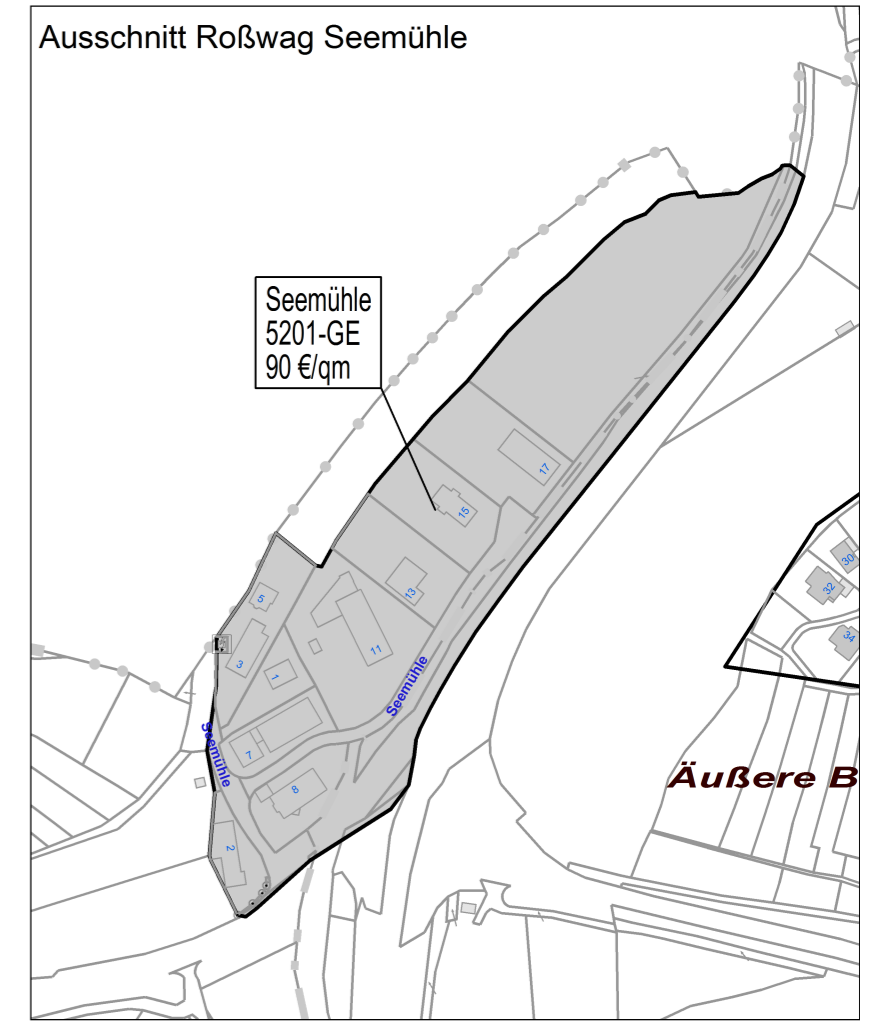 Ausschnitt Roßwag Seemühle
Seemühle
5201-GE
90 €/qm
17
15
13
11
5
3
1
7
8
2
Seemühle
Seemühle
30
32
34
Äußere B